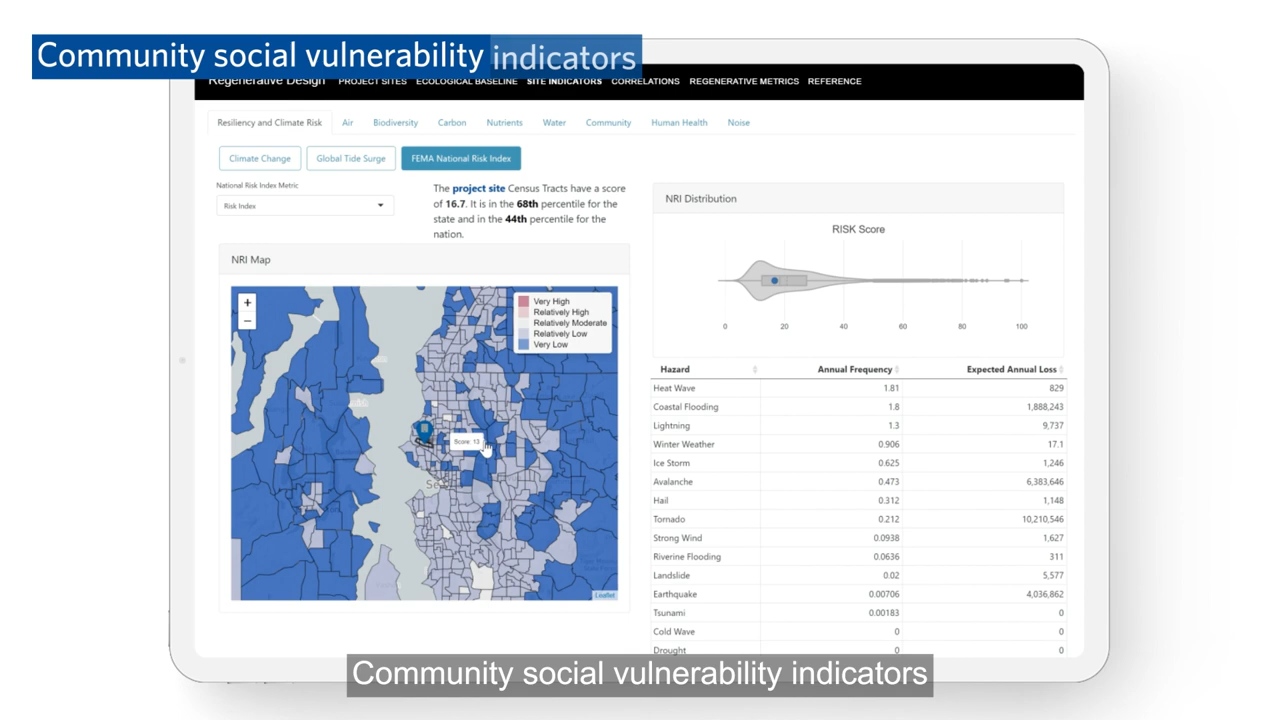 Community social vulnerability indicators
Regenerative Design PROJECT SITES ECOLOGICAL BASELINE SITE INDICATORS CORRELATIONS REGENERATIVE METRICS REFERENCE
Resiliency and Climate Risk Air Biodiversity Carbon Nutrients Water Community Human Health Noise
Climate Change Global Tide Surge FEMA National Risk Index
National Risk Index Metric
Risk Index
The project site Census Tracts have a score
of 16.7. It is in the 68th percentile for the
state and in the 44th percentile for the
nation.
NRI Map
+
−
Very High
Relatively High
Relatively Moderate
Relatively Low
Very Low
Score: 13
Leaflet
NRI Distribution
RISK Score
0 20 40 60 80 100
Hazard Annual Frequency Expected Annual Loss
Heat Wave 1.81 829
Coastal Flooding 1.8 1,888,243
Lightning 1.3 9,737
Winter Weather 0.906 17.1
Ice Storm 0.625 1,246
Avalanche 0.473 6,383,646
Hail 0.312 1,148
Tornado 0.212 10,210,546
Strong Wind 0.0938 1,627
Riverine Flooding 0.0636 311
Landslide 0.02 5,577
Earthquake 0.00706 4,036,862
Tsunami 0.00183 0
Cold Wave 0 0
Drought 0 0
Community social vulnerability indicators